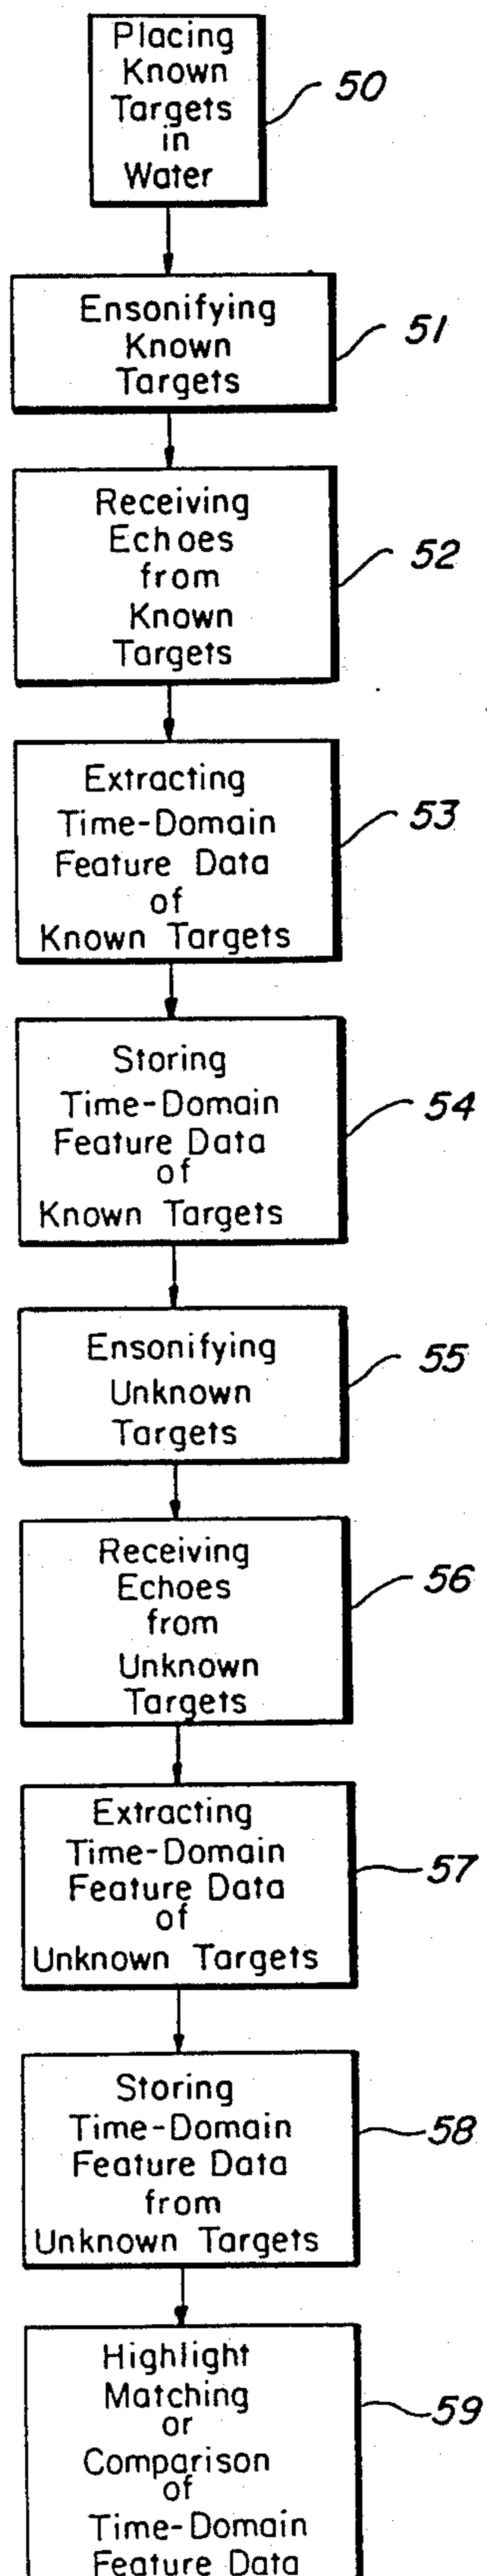 Placing
Known
Targets
in
Water
50
Ensonifying
Known
Targets
51
Receiving
Echoes
from
Known
Targets
52
Extracting
Time-Domain
Feature Data
of
Known Targets
53
Storing
Time-Domain
Feature Data
of
Known Targets
54
Ensonifying
Unknown
Targets
55
Receiving
Echoes
from
Unknown
Targets
56
Extracting
Time-Domain
Feature Data
of
Unknown Targets
57
Storing
Time-Domain
Feature Data
from
Unknown Targets
58
Highlight
Matching
or
Comparison
of
Time-Domain
Feature Data
59